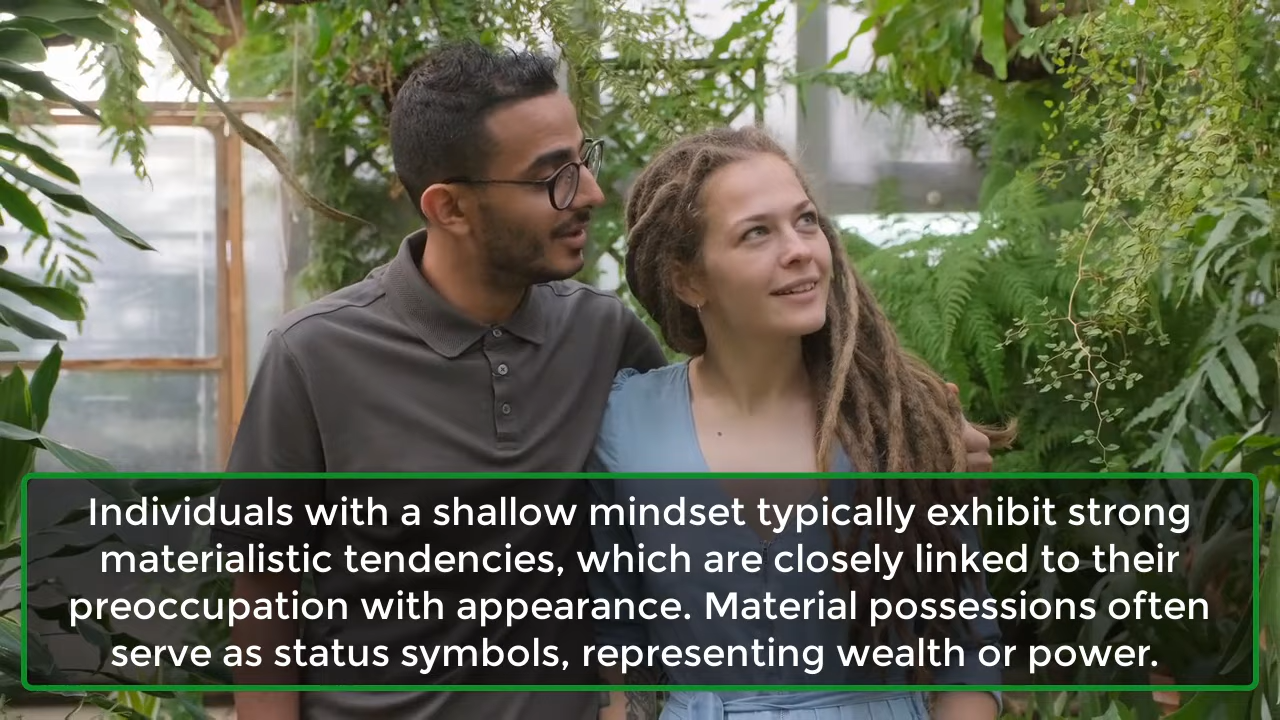 Individuals with a shallow mindset typically exhibit strong
materialistic tendencies, which are closely linked to their
preoccupation with appearance. Material possessions often
serve as status symbols, representing wealth or power.